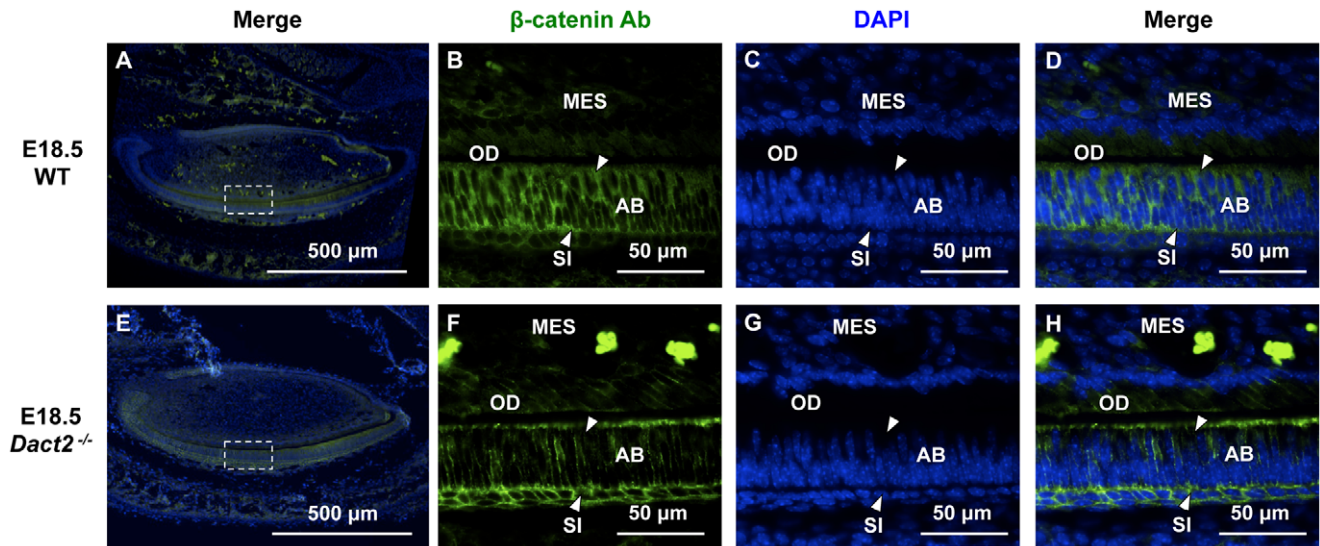 Merge β-catenin Ab DAPI Merge
E18.5
WT
A
500 µm
B
MES
OD
AB
SI
50 µm
C
MES
OD
AB
SI
50 µm
D
MES
OD
AB
SI
50 µm
E18.5
Dact2 -/-
E
500 µm
F
MES
OD
AB
SI
50 µm
G
MES
OD
AB
SI
50 µm
H
MES
OD
AB
SI
50 µm